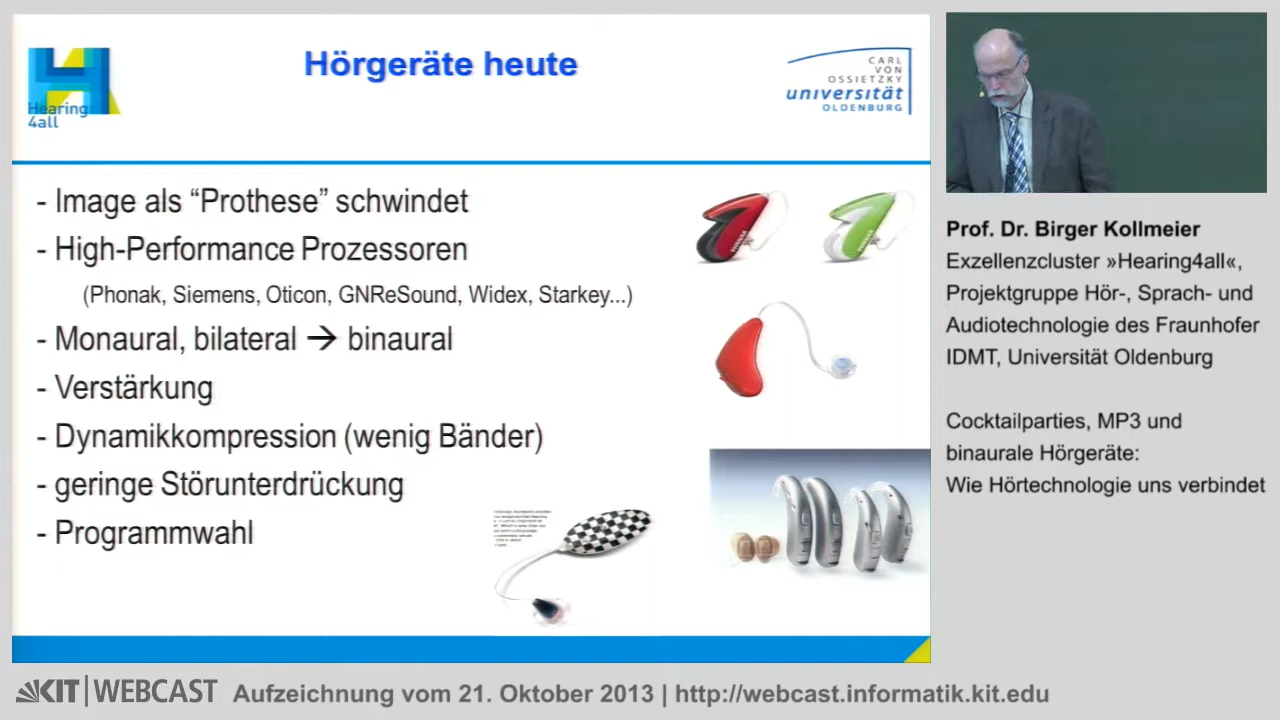 Hearing
4all
Hörgeräte heute
CARL
VON
OSSIETZKY
universität
OLDENBURG
- Image als “Prothese” schwindet
- High-Performance Prozessoren
(Phonak, Siemens, Oticon, GNReSound, Widex, Starkey...)
- Monaural, bilateral → binaural
- Verstärkung
- Dynamikkompression (wenig Bänder)
- geringe Störunterdrückung
- Programmwahl
Prof. Dr. Birger Kollmeier
Exzellenzcluster »Hearing4all«,
Projektgruppe Hör-, Sprach- und
Audiotechnologie des Fraunhofer
IDMT, Universität Oldenburg
Cocktailparties, MP3 und
binaurale Hörgeräte:
Wie Hörtechnologie uns verbindet
KIT | WEBCAST Aufzeichnung vom 21. Oktober 2013 | http://webcast.informatik.kit.edu